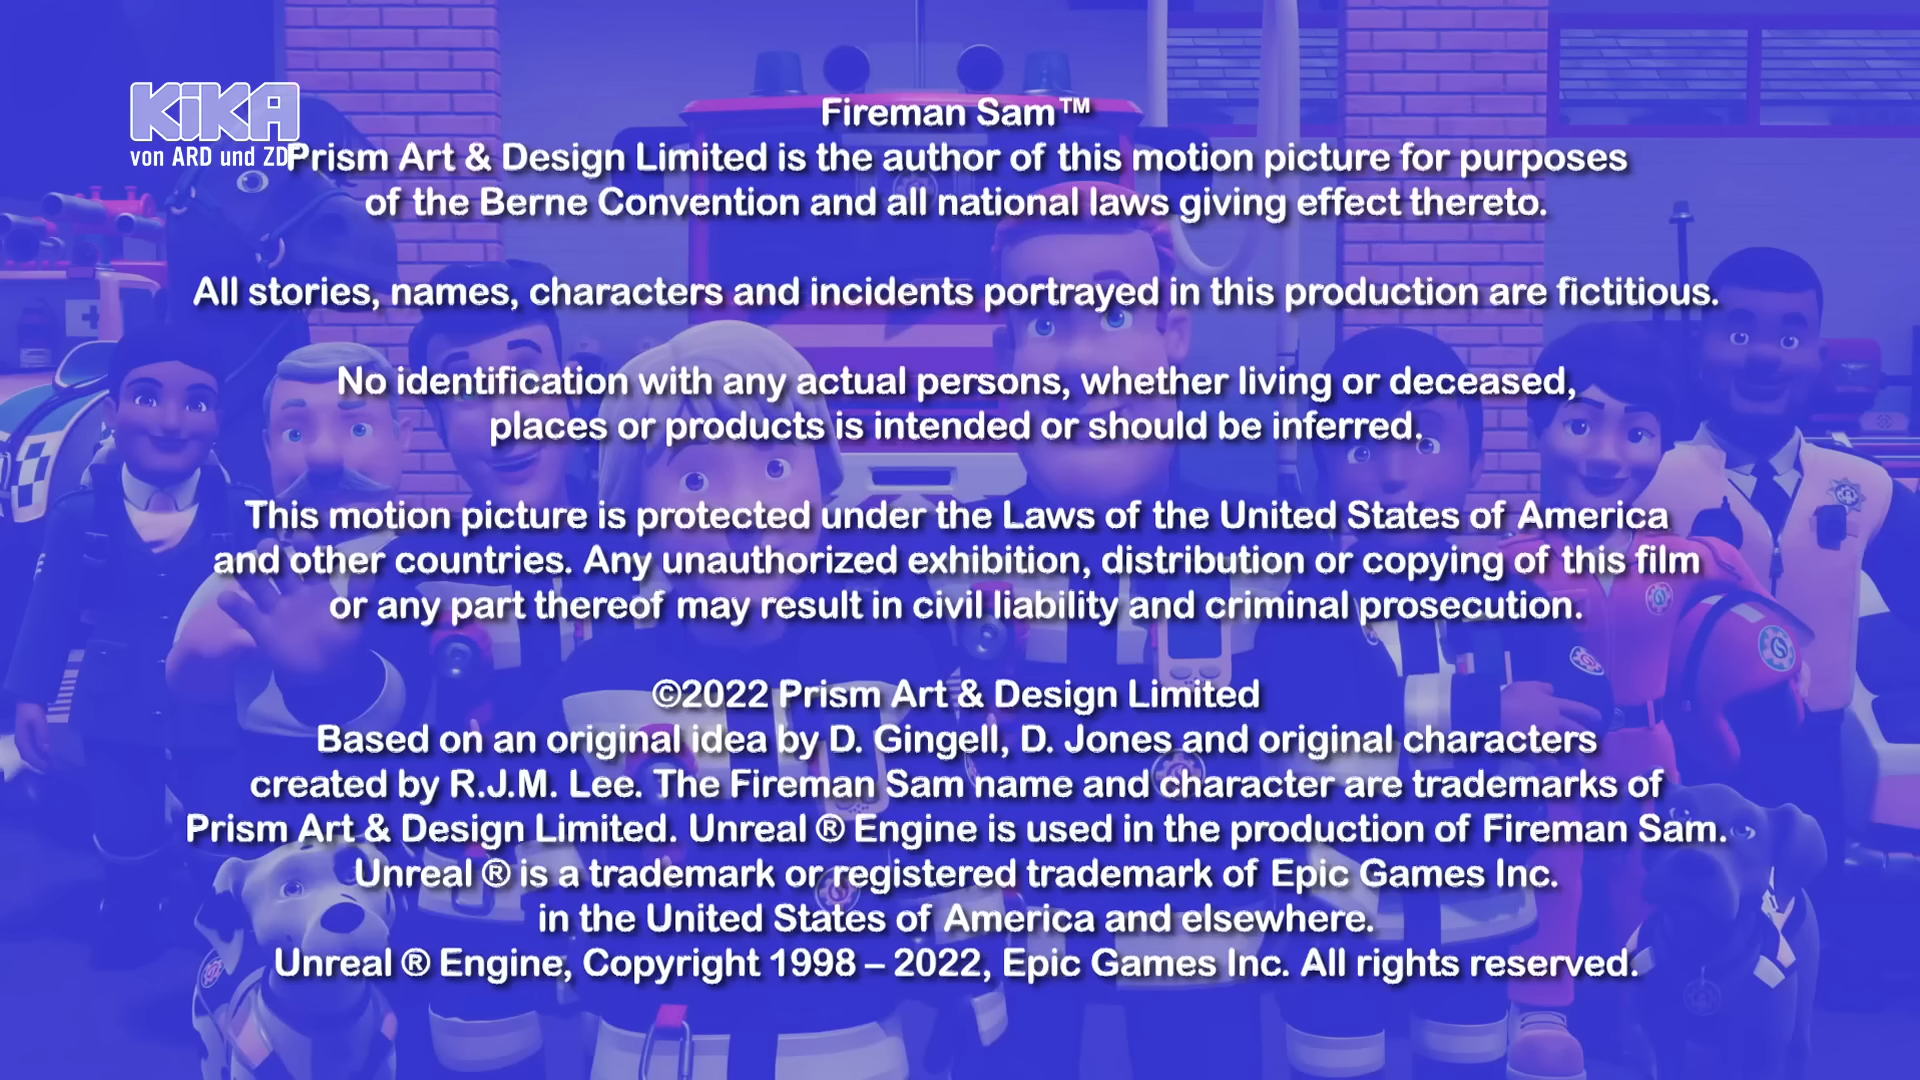 KiKA
von ARD und ZDF
Fireman Sam™
Prism Art & Design Limited is the author of this motion picture for purposes
of the Berne Convention and all national laws giving effect thereto.
All stories, names, characters and incidents portrayed in this production are fictitious.
No identification with any actual persons, whether living or deceased,
places or products is intended or should be inferred.
This motion picture is protected under the Laws of the United States of America
and other countries. Any unauthorized exhibition, distribution or copying of this film
or any part thereof may result in civil liability and criminal prosecution.
©2022 Prism Art & Design Limited
Based on an original idea by D. Gingell, D. Jones and original characters
created by R.J.M. Lee. The Fireman Sam name and character are trademarks of
Prism Art & Design Limited. Unreal ® Engine is used in the production of Fireman Sam.
Unreal ® is a trademark or registered trademark of Epic Games Inc.
in the United States of America and elsewhere.
Unreal ® Engine, Copyright 1998 – 2022, Epic Games Inc. All rights reserved.